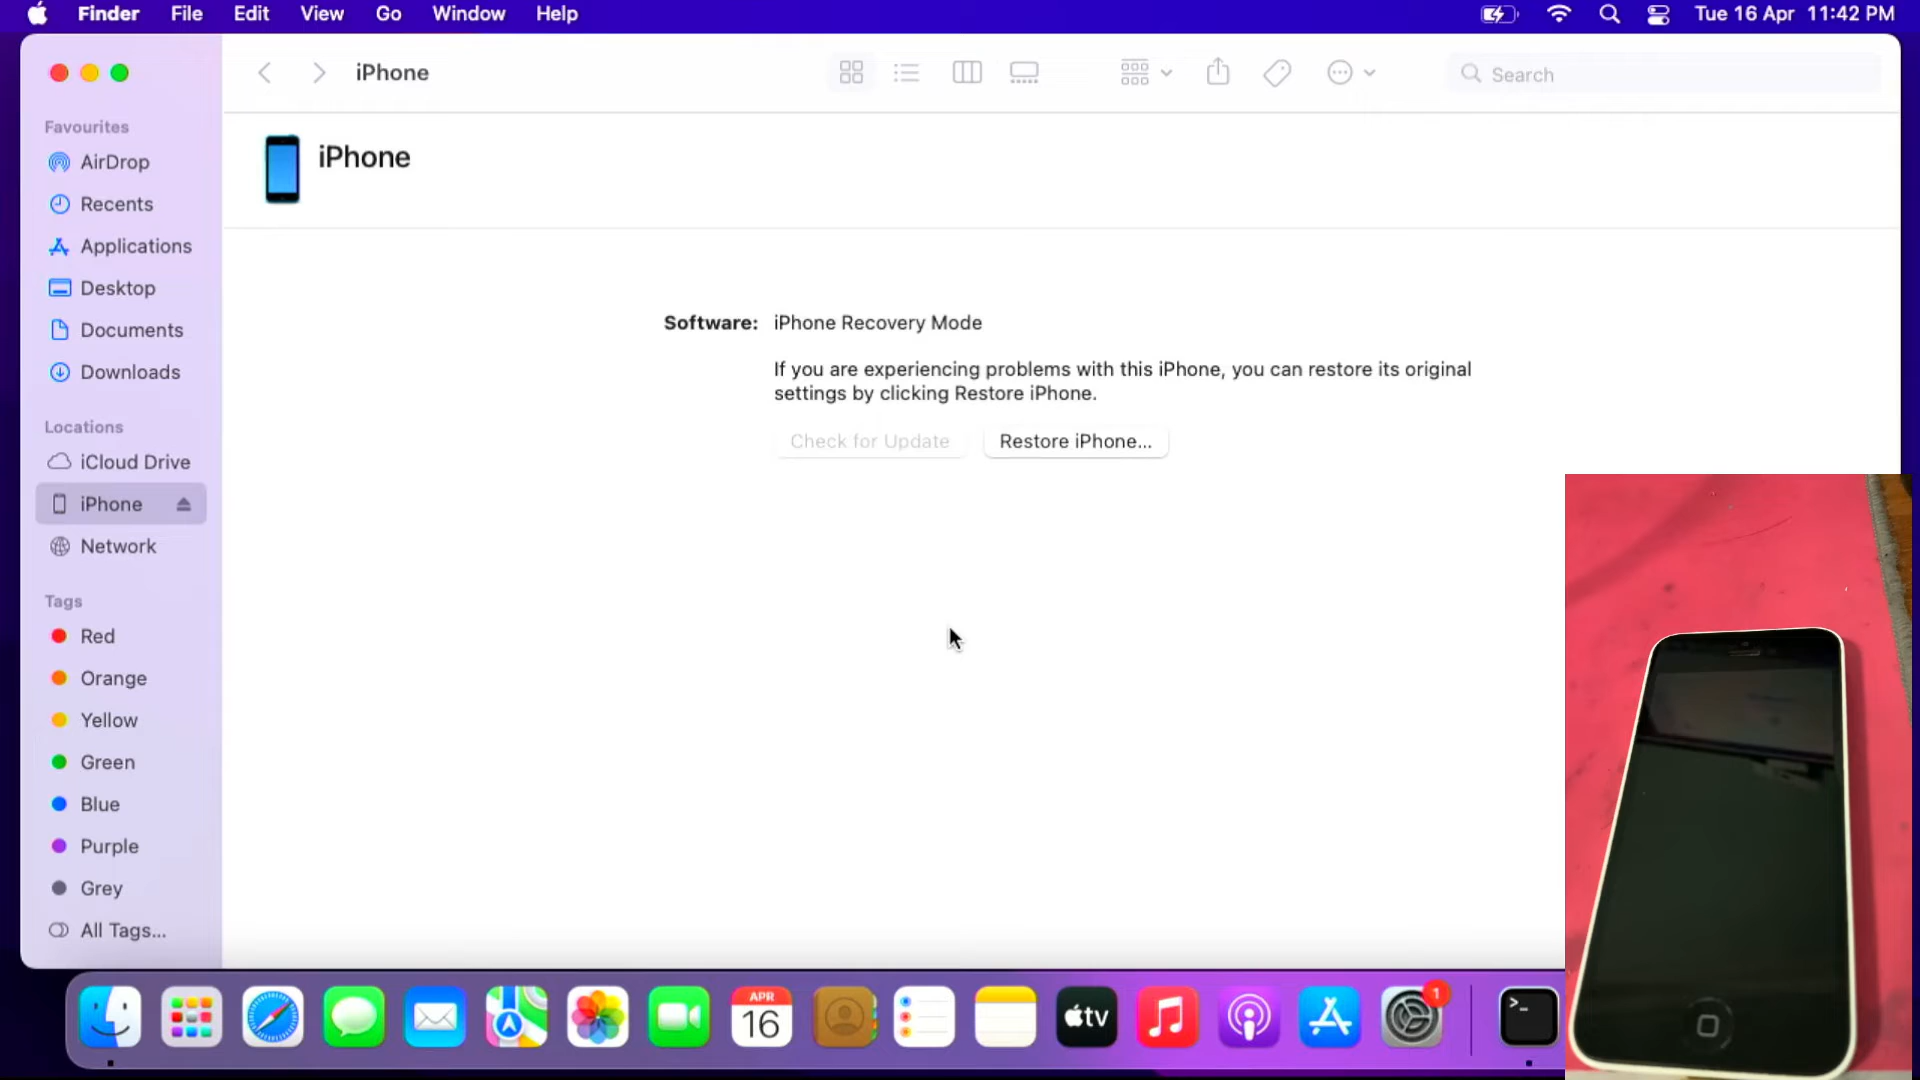 Finder File Edit View Go Window Help Tue 16 Apr 11:42 PM
iPhone
Search
Favourites
AirDrop
Recents
Applications
Desktop
Documents
Downloads
Locations
iCloud Drive
iPhone
Network
Tags
Red
Orange
Yellow
Green
Blue
Purple
Grey
All Tags...
iPhone
Software: iPhone Recovery Mode
If you are experiencing problems with this iPhone, you can restore its original
settings by clicking Restore iPhone.
Check for Update Restore iPhone...
APR
16
tv
1
>_